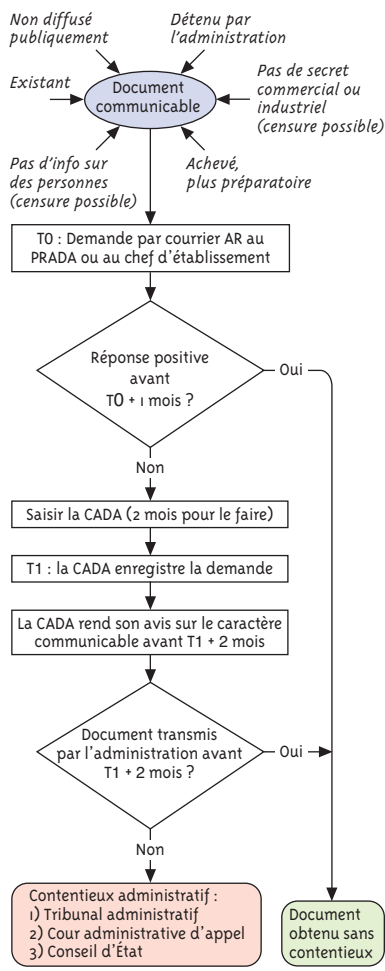 Non diffusé
publiquement
Détenu par
l'administration
Existant
Document
communicable
Pas de secret
commercial ou
industriel
(censure possible)
Pas d'info sur
des personnes
(censure possible)
Achevé,
plus préparatoire
T0 : Demande par courrier AR au
PRADA ou au chef d'établissement
Réponse positive
avant
T0 + 1 mois ?
Oui
Non
Saisir la CADA (2 mois pour le faire)
T1 : la CADA enregistre la demande
La CADA rend son avis sur le caractère
communicable avant T1 + 2 mois
Document transmis
par l'administration avant
T1 + 2 mois ?
Oui
Non
Contentieux administratif :
1) Tribunal administratif
2) Cour administrative d'appel
3) Conseil d'État
Document
obtenu sans
contentieux